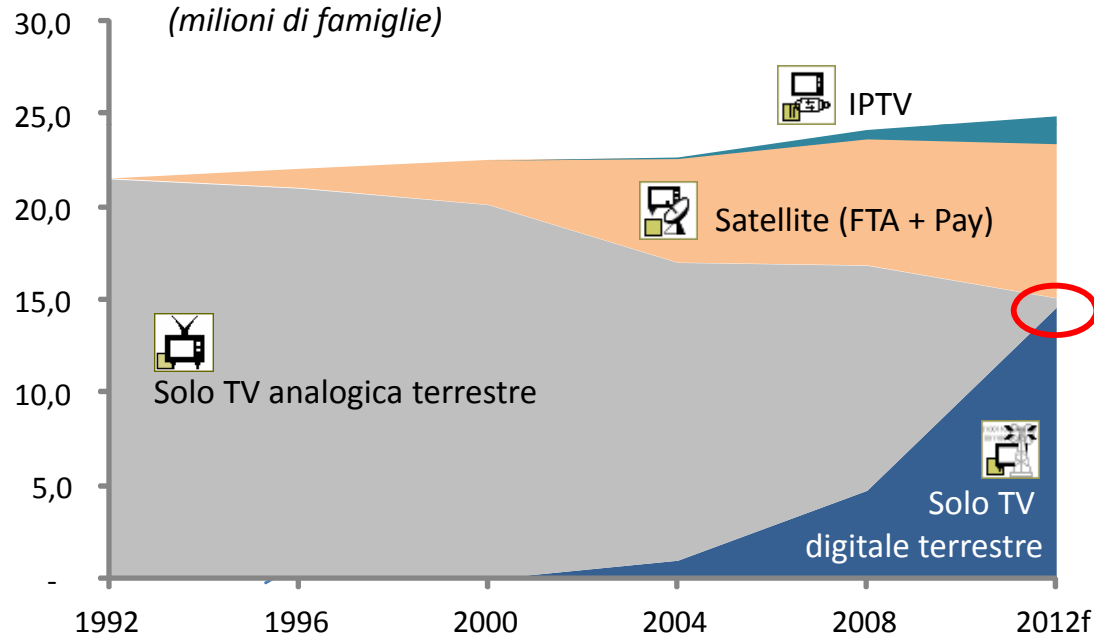 (milioni di famiglie)
30,0
25,0
20,0
15,0
10,0
5,0
-
IPTV
Satellite (FTA + Pay)
Solo TV analogica terrestre
Solo TV
digitale terrestre
1992 1996 2000 2004 2008 2012f